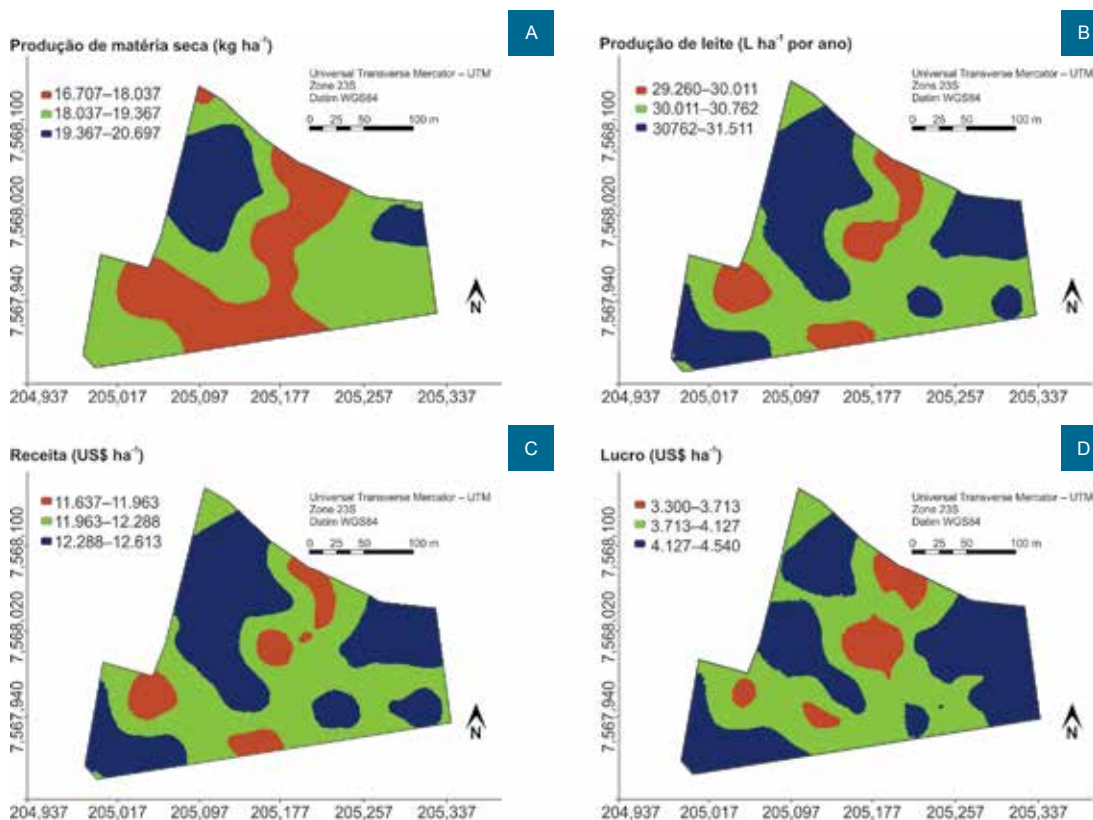 A
Produção de matéria seca (kg ha⁻¹)
16.707–18.037
18.037–19.367
19.367–20.697
Universal Transverse Mercator – UTM
Zone 23S
Datim WGS84
0 25 50 100 m
7,568,100
7,568,020
7,567,940
N
204,937 205,017 205,097 205,177 205,257 205,337
B
Produção de leite (L ha⁻¹ por ano)
29.260–30.011
30.011–30.762
30762–31.511
Universal Transverse Mercator – UTM
Zons 23S
Datim WGS84
0 25 50 100 m
7,568,100
7,568,020
7,567,940
N
204,937 205,017 205,097 205,177 205,257 205,337
C
Receita (US$ ha⁻¹)
11.637–11.963
11.963–12.288
12.288–12.613
Universal Transverse Mercator – UTM
Zone 23S
Datim WGS84
0 25 50 100 m
7,568,100
7,568,020
7,567,940
N
204,937 205,017 205,097 205,177 205,257 205,337
D
Lucro (US$ ha⁻¹)
3.300–3.713
3.713–4.127
4.127–4.540
Universal Transverse Mercator – UTM
Zone 23S
Datim WGS84
0 25 50 100 m
7,568,100
7,568,020
7,567,940
N
204,937 205,017 205,097 205,177 205,257 205,337